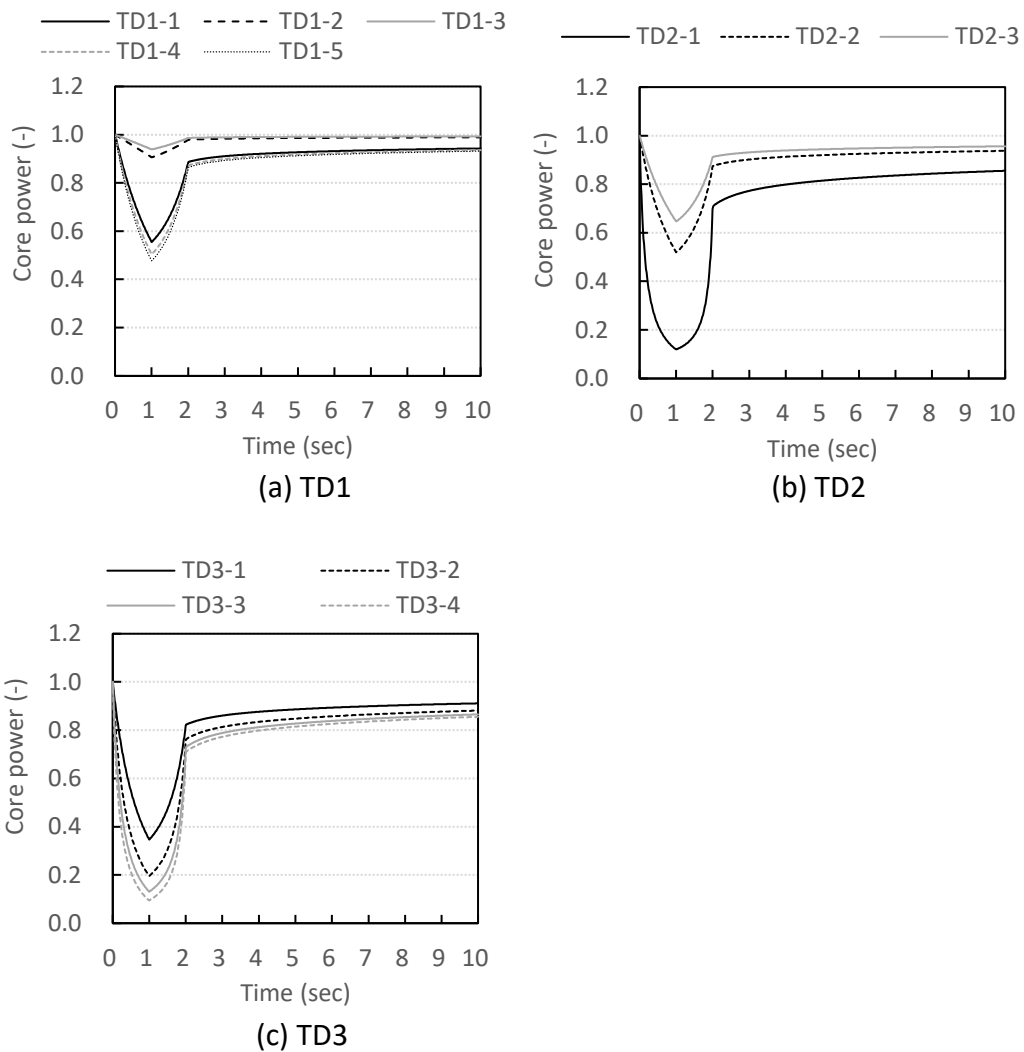 TD1-1 TD1-2 TD1-3
TD1-4 TD1-5
1.2
1.0
0.8
0.6
0.4
0.2
0.0
Core power (-)
0 1 2 3 4 5 6 7 8 9 10
Time (sec)
(a) TD1
TD2-1 TD2-2 TD2-3
1.2
1.0
0.8
0.6
0.4
0.2
0.0
Core power (-)
0 1 2 3 4 5 6 7 8 9 10
Time (sec)
(b) TD2
TD3-1 TD3-2
TD3-3 TD3-4
1.2
1.0
0.8
0.6
0.4
0.2
0.0
Core power (-)
0 1 2 3 4 5 6 7 8 9 10
Time (sec)
(c) TD3